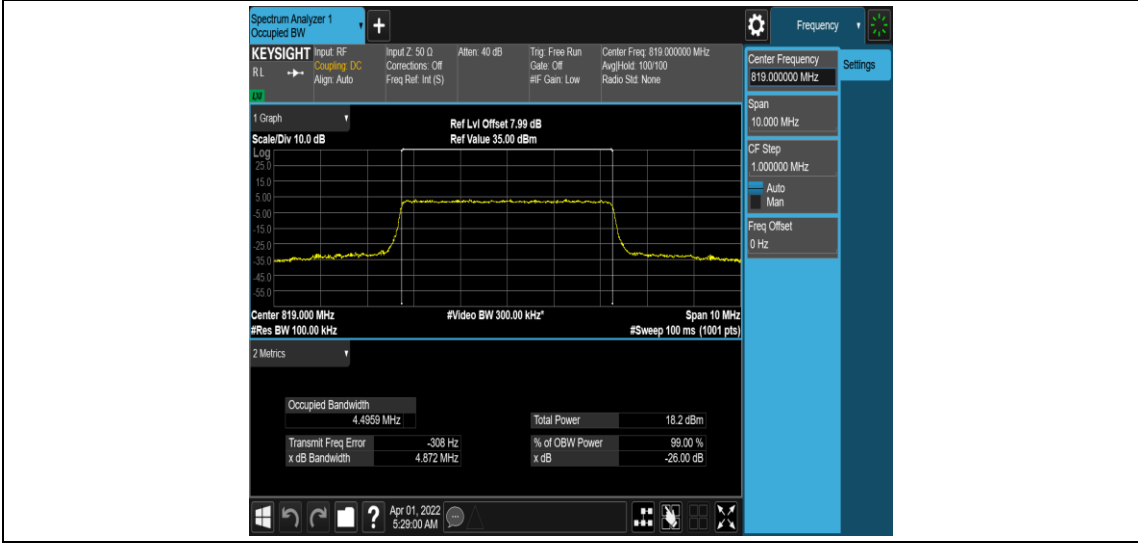 Spectrum Analyzer 1
Occupied BW
Frequency
KEYSIGHT
Input: RF
Coupling: DC
Align: Auto
Input Z: 50 Ω
Corrections: Off
Freq Ref: Int (S)
Atten: 40 dB
Trig: Free Run
Gate: Off
#IF Gain: Low
Center Freq: 819.000000 MHz
Avg|Hold: 100/100
Radio Std: None
R L
Center Frequency
819.000000 MHz
Settings
Span
10.000 MHz
CF Step
1.000000 MHz
Auto
Man
Freq Offset
0 Hz
1 Graph
Scale/Div 10.0 dB
Ref Lvl Offset 7.99 dB
Ref Value 35.00 dBm
Log
25.0
15.0
5.00
-5.00
-15.0
-25.0
-35.0
-45.0
-55.0
Center 819.000 MHz
#Video BW 300.00 kHz*
Span 10 MHz
#Res BW 100.00 kHz
#Sweep 100 ms (1001 pts)
2 Metrics
Occupied Bandwidth
4.4959 MHz
Total Power 18.2 dBm
Transmit Freq Error -308 Hz
% of OBW Power 99.00 %
x dB Bandwidth 4.872 MHz
x dB -26.00 dB
?
Apr 01, 2022
5:29:00 AM